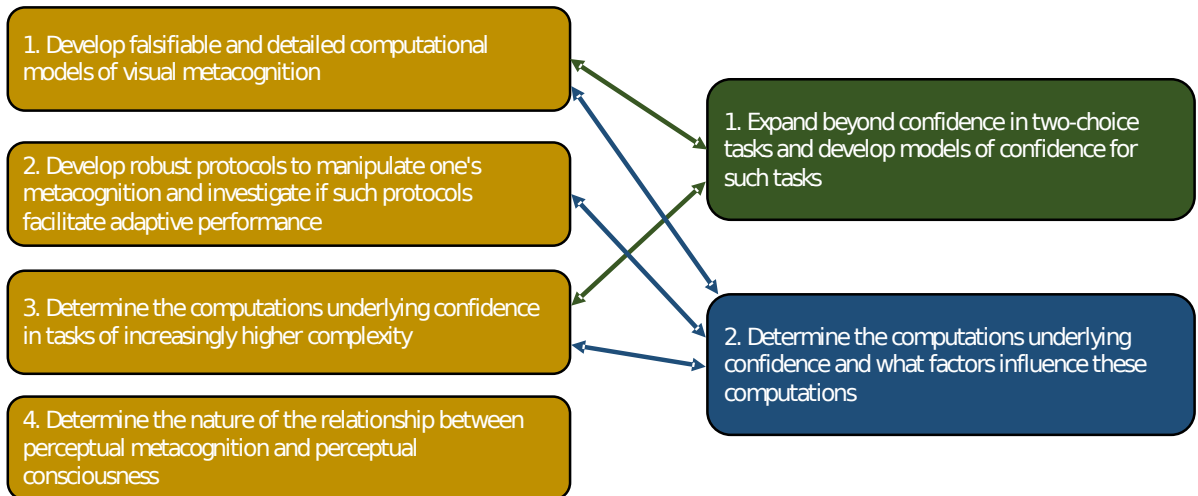 1. Develop falsifiable and detailed computational
models of visual metacognition
2. Develop robust protocols to manipulate one's
metacognition and investigate if such protocols
facilitate adaptive performance
3. Determine the computations underlying confidence
in tasks of increasingly higher complexity
4. Determine the nature of the relationship between
perceptual metacognition and perceptual
consciousness
1. Expand beyond confidence in two-choice
tasks and develop models of confidence for
such tasks
2. Determine the computations underlying
confidence and what factors influence these
computations